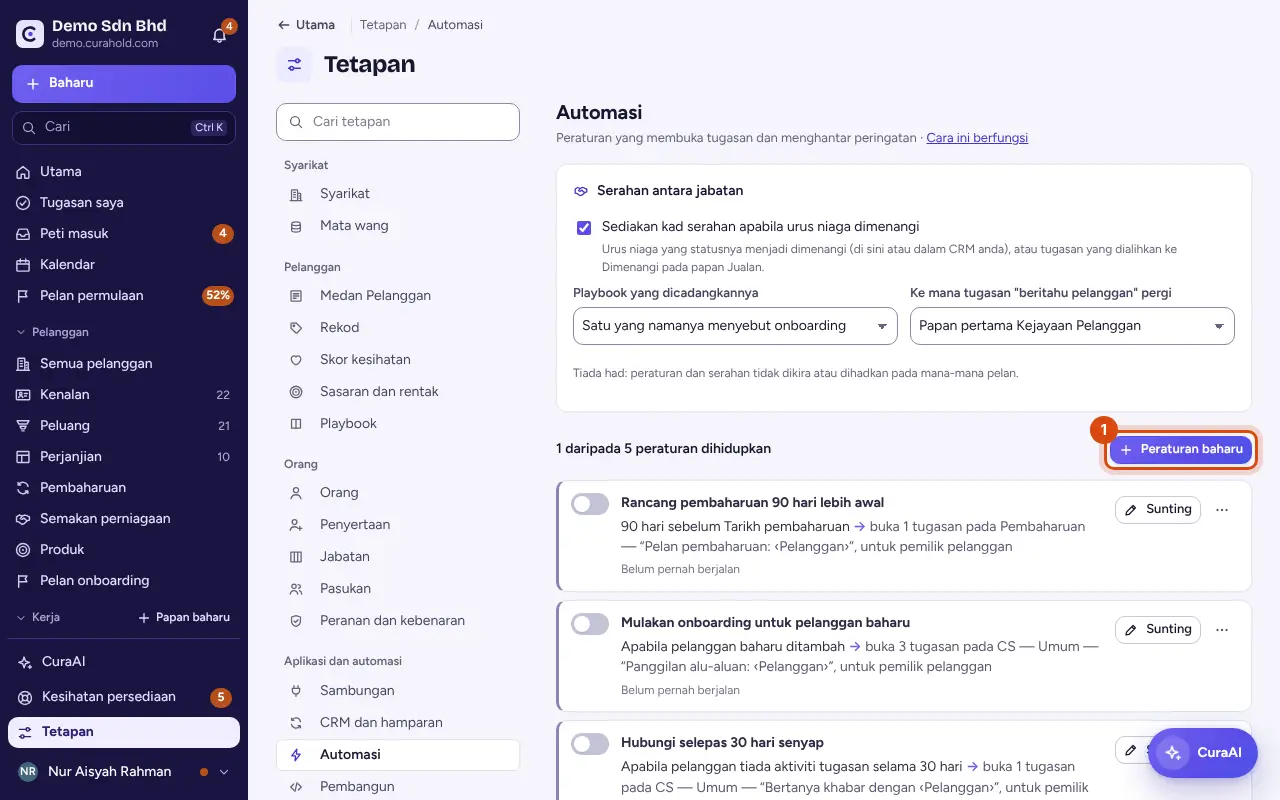 Demo Sdn Bhd
demo.curahold.com
4
Baharu
Cari
Ctrl K
Utama
Tugasan saya
Peti masuk
4
Kalendar
Pelan permulaan
52%
Pelanggan
Semua pelanggan
Kenalan
22
Peluang
21
Perjanjian
10
Pembaharuan
Semakan perniagaan
Produk
Pelan onboarding
Kerja
Papan baharu
CuraAI
Kesihatan persediaan
5
Tetapan
NR
Nur Aisyah Rahman
← Utama
Tetapan / Automasi
Tetapan
Cari tetapan
Syarikat
Syarikat
Mata wang
Pelanggan
Medan Pelanggan
Rekod
Skor kesihatan
Sasaran dan rentak
Playbook
Orang
Orang
Penyertaan
Jabatan
Pasukan
Peranan dan kebenaran
Aplikasi dan automasi
Sambungan
CRM dan hamparan
Automasi
Pembangun
Automasi
Peraturan yang membuka tugasan dan menghantar peringatan · Cara ini berfungsi
Serahan antara jabatan
Sediakan kad serahan apabila urus niaga dimenangi
Urus niaga yang statusnya menjadi dimenangi (di sini atau dalam CRM anda), atau tugasan yang dialihkan ke
Dimenangi pada papan Jualan.
Playbook yang dicadangkannya
Satu yang namanya menyebut onboarding
Ke mana tugasan "beritahu pelanggan" pergi
Papan pertama Kejayaan Pelanggan
Tiada had: peraturan dan serahan tidak dikira atau dihadkan pada mana-mana pelan.
1 daripada 5 peraturan dihidupkan
1
Peraturan baharu
Rancang pembaharuan 90 hari lebih awal
90 hari sebelum Tarikh pembaharuan → buka 1 tugasan pada Pembaharuan
— “Pelan pembaharuan: ‹Pelanggan›”, untuk pemilik pelanggan
Belum pernah berjalan
Sunting
...
Mulakan onboarding untuk pelanggan baharu
Apabila pelanggan baharu ditambah → buka 3 tugasan pada CS — Umum —
“Panggilan alu-aluan: ‹Pelanggan›”, untuk pemilik pelanggan
Belum pernah berjalan
Sunting
...
Hubungi selepas 30 hari senyap
Apabila pelanggan tiada aktiviti tugasan selama 30 hari → buka 1 tugasan
pada CS — Umum — “Bertanya khabar dengan ‹Pelanggan›”, untuk pemilik
CuraAI